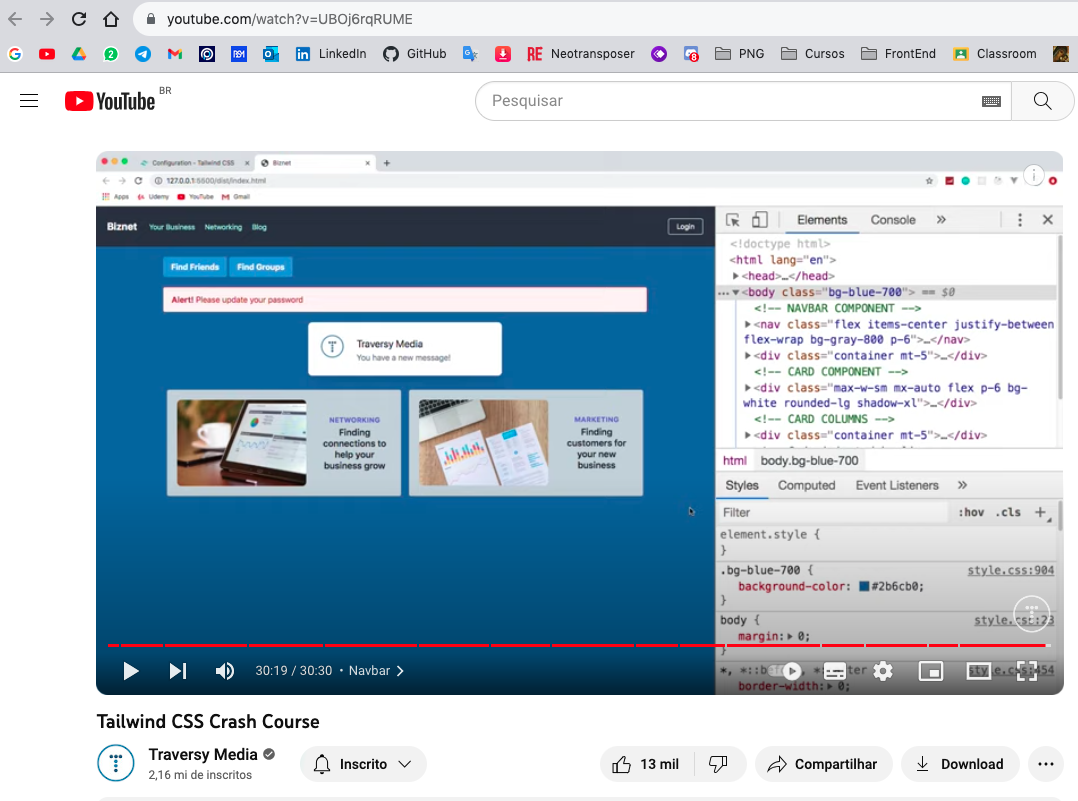 youtube.com/watch?v=UBOj6rqRUME
LinkedIn GitHub Neotransposer PNG Cursos FrontEnd Classroom
YouTube BR
Pesquisar
Configuration - Tailwind CSS Biznet
127.0.0.1:5500/dist/index.html
Apps Udemy YouTube Gmail
Biznet Your Business Networking Blog Login
Find Friends Find Groups
Alert! Please update your password
Traversy Media
You have a new message!
NETWORKING
Finding
connections to
help your
business grow
MARKETING
Finding
customers for
your new
business
Elements Console »
<!doctype html>
<html lang="en">
<head>…</head>
<body class="bg-blue-700"> == $0
<!-- NAVBAR COMPONENT -->
<nav class="flex items-center justify-between
flex-wrap bg-gray-800 p-6">…</nav>
<div class="container mt-5">…</div>
<!-- CARD COMPONENT -->
<div class="max-w-sm mx-auto flex p-6 bg-
white rounded-lg shadow-xl">…</div>
<!-- CARD COLUMNS -->
<div class="container mt-5">…</div>
html body.bg-blue-700
Styles Computed Event Listeners »
Filter :hov .cls +
element.style {
}
.bg-blue-700 { style.css:904
background-color: #2b6cb0;
}
body { style.css:23
margin: 0;
}
border-width: 0;
30:19 / 30:30 • Navbar
Tailwind CSS Crash Course
Traversy Media
2,16 mi de inscritos
Inscrito
13 mil
Compartilhar
Download